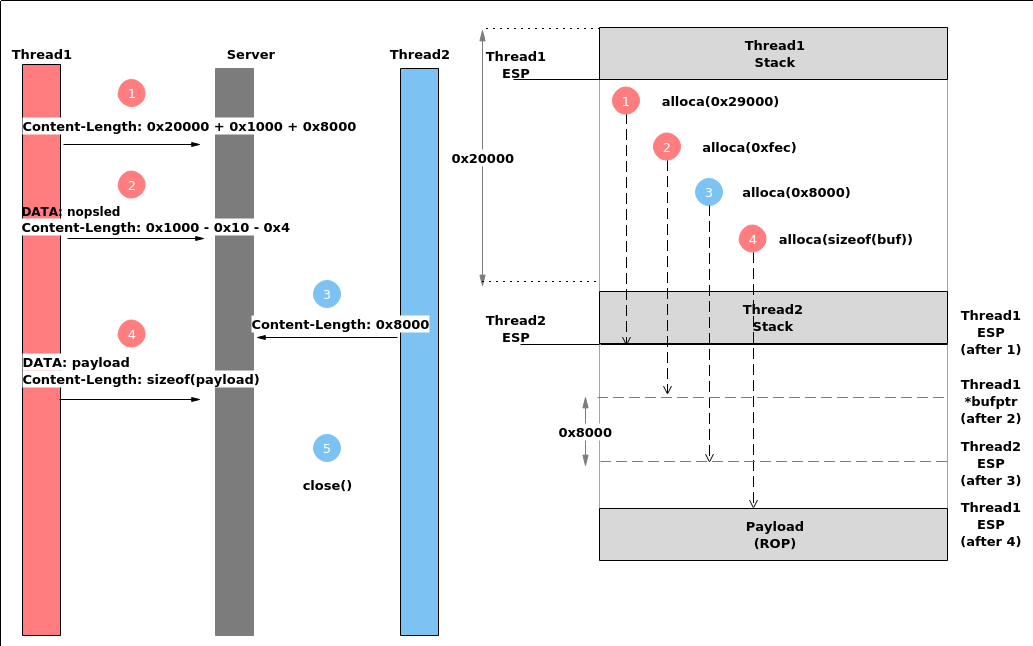 Thread1
Server
Thread2
1
Content-Length: 0x20000 + 0x1000 + 0x8000
2
DATA: nopsled
Content-Length: 0x1000 - 0x10 - 0x4
3
Content-Length: 0x8000
4
DATA: payload
Content-Length: sizeof(payload)
5
close()
Thread1
ESP
0x20000
Thread2
ESP
0x8000
Thread1
Stack
1
alloca(0x29000)
2
alloca(0xfec)
3
alloca(0x8000)
4
alloca(sizeof(buf))
Thread2
Stack
Payload
(ROP)
Thread1
ESP
(after 1)
Thread1
*bufptr
(after 2)
Thread2
ESP
(after 3)
Thread1
ESP
(after 4)